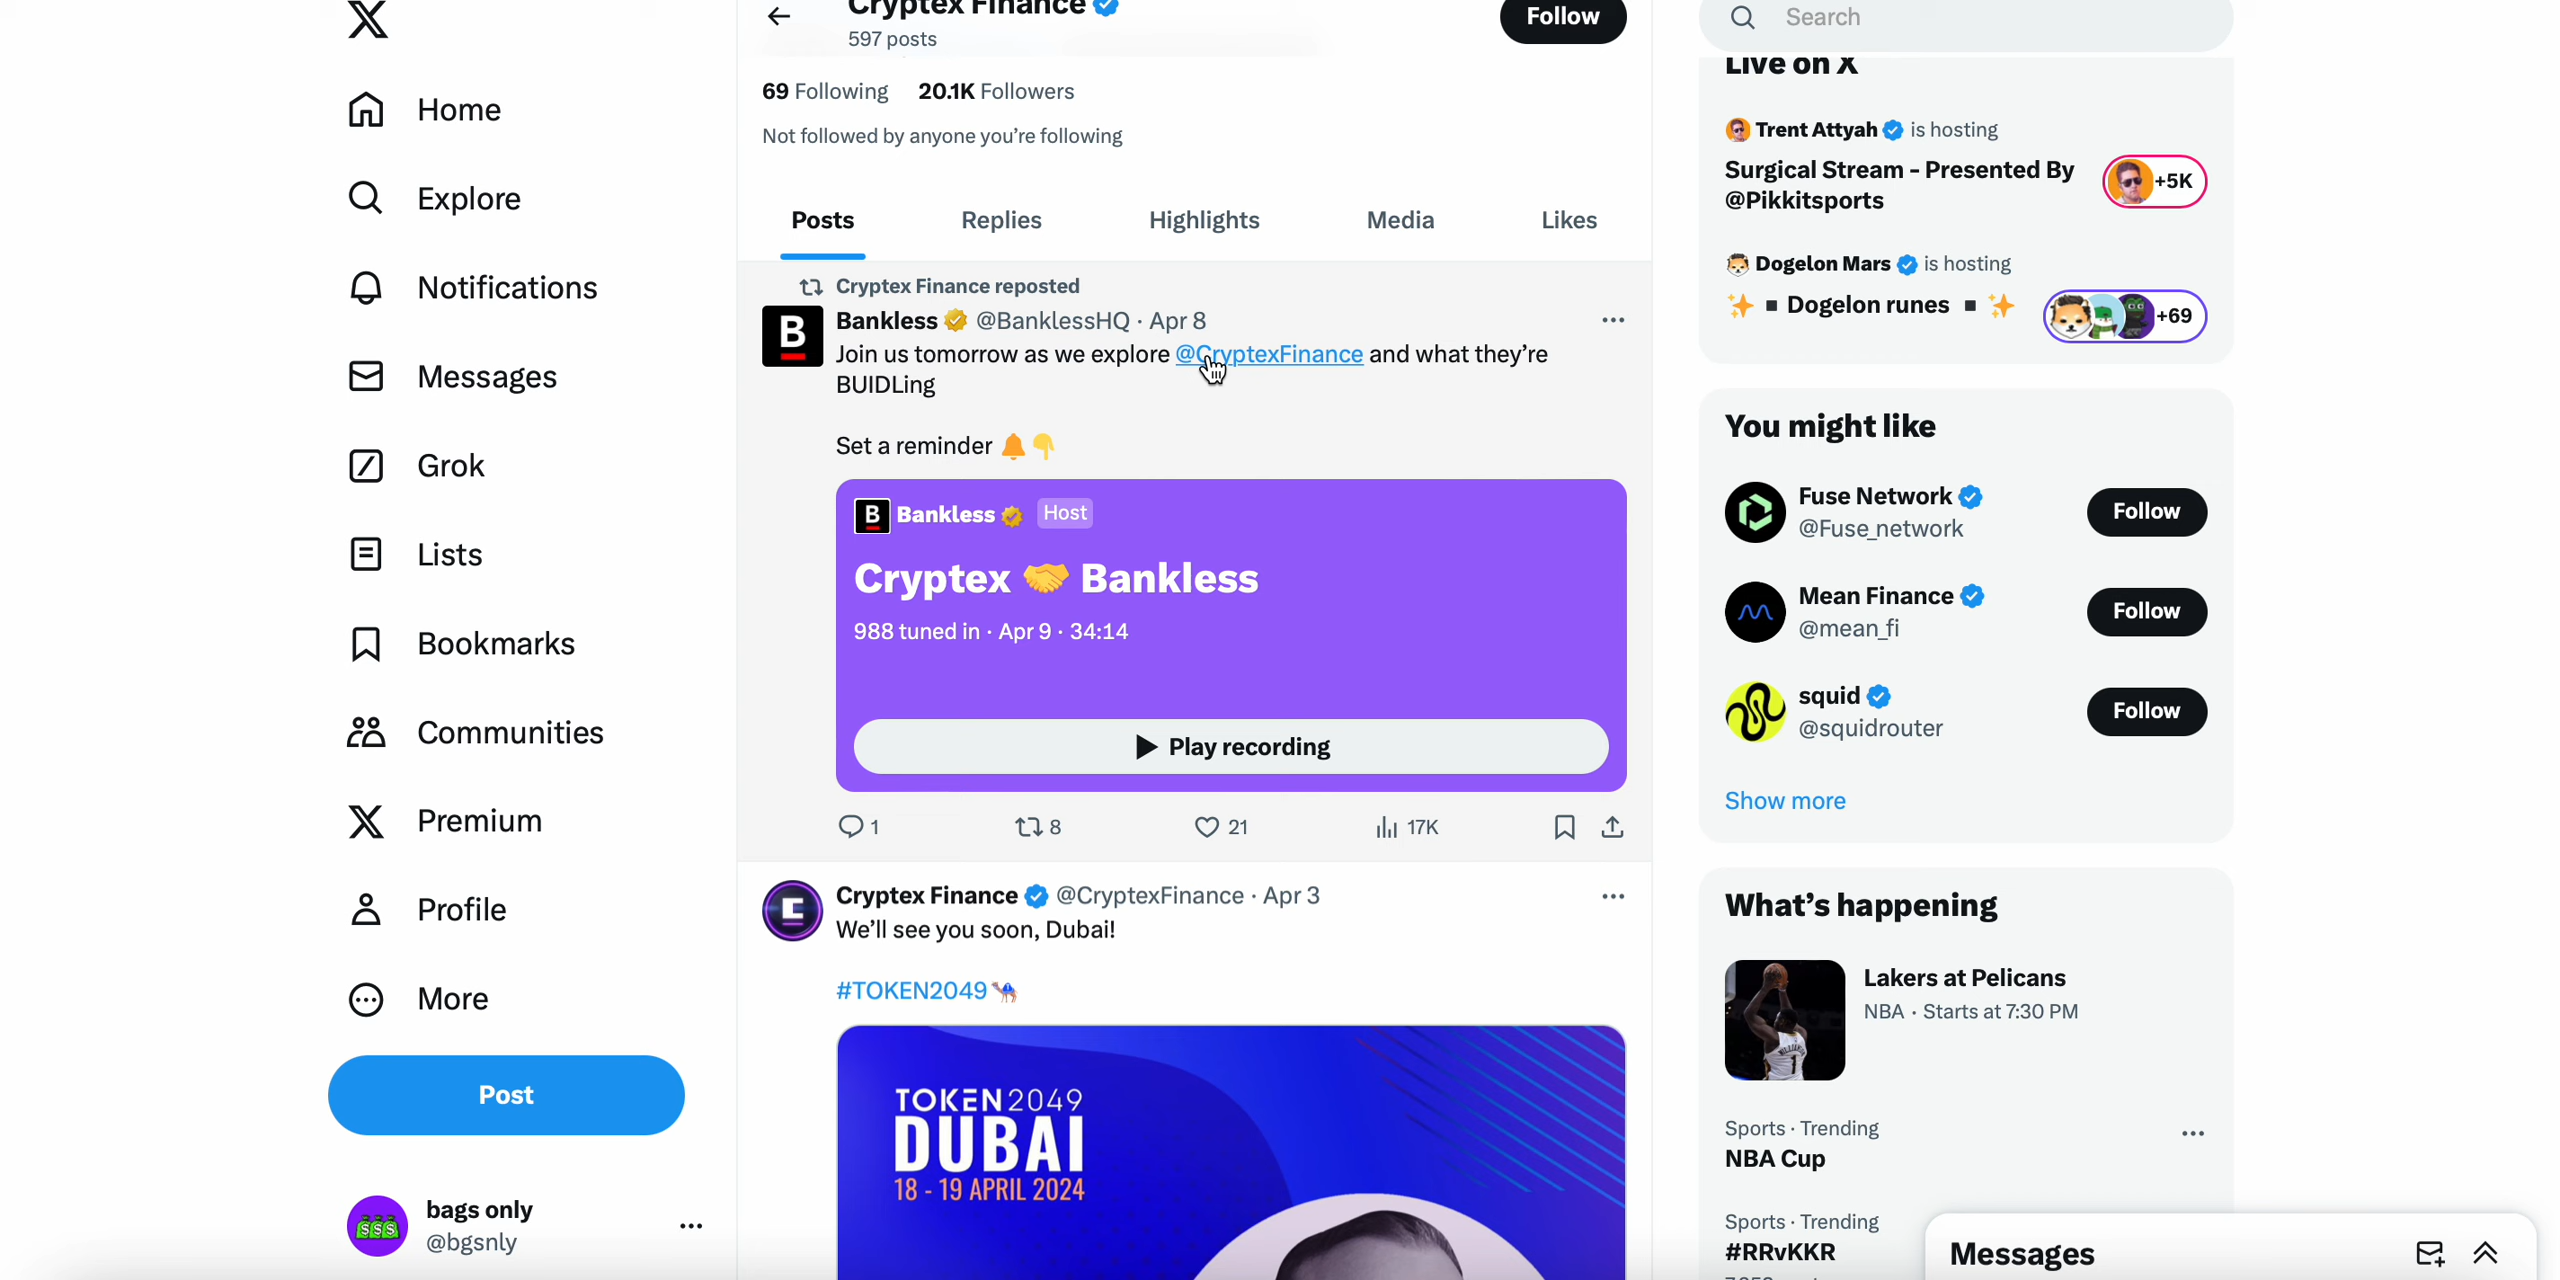 Home
Explore
Notifications
Messages
Grok
Lists
Bookmarks
Communities
Premium
Profile
More
Post
bags only
@bgsnly
Cryptex Finance
597 posts
Follow
69 Following 20.1K Followers
Not followed by anyone you're following
Posts Replies Highlights Media Likes
Cryptex Finance reposted
Bankless @BanklessHQ · Apr 8
Join us tomorrow as we explore @CryptexFinance and what they're
BUIDLing
Set a reminder 🔔👇
B Bankless Host
Cryptex 🤝 Bankless
988 tuned in · Apr 9 · 34:14
Play recording
1 8 21 17K
Cryptex Finance @CryptexFinance · Apr 3
We'll see you soon, Dubai!
#TOKEN2049🐪
TOKEN2049
DUBAI
18 - 19 APRIL 2024
Search
Live on X
Trent Attyah is hosting
Surgical Stream - Presented By
@Pikkitsports
+5K
Dogelon Mars is hosting
✨ ▪ Dogelon runes ▪ ✨
+69
You might like
Fuse Network
@Fuse_network
Follow
Mean Finance
@mean_fi
Follow
squid
@squidrouter
Follow
Show more
What's happening
Lakers at Pelicans
NBA · Starts at 7:30 PM
Sports · Trending
NBA Cup
Sports · Trending
#RRvKKR
Messages